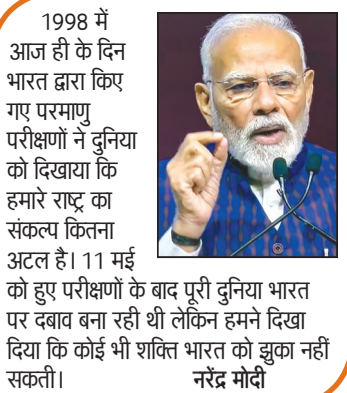 1998 में
आज ही के दिन
भारत द्वारा किए
गए परमाणु
परीक्षणों ने दुनिया
को दिखाया कि
हमारे राष्ट्र का
संकल्प कितना
अटल है। 11 मई
को हुए परीक्षणों के बाद पूरी दुनिया भारत
पर दबाव बना रही थी लेकिन हमने दिखा
दिया कि कोई भी शक्ति भारत को झुका नहीं
सकती। नरेंद्र मोदी